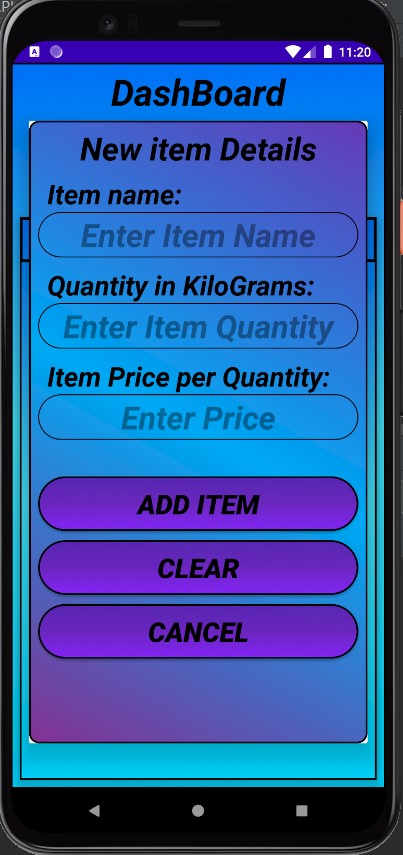 11:20
DashBoard
New item Details
Item name:
Enter Item Name
Quantity in KiloGrams:
Enter Item Quantity
Item Price per Quantity:
Enter Price
ADD ITEM
CLEAR
CANCEL